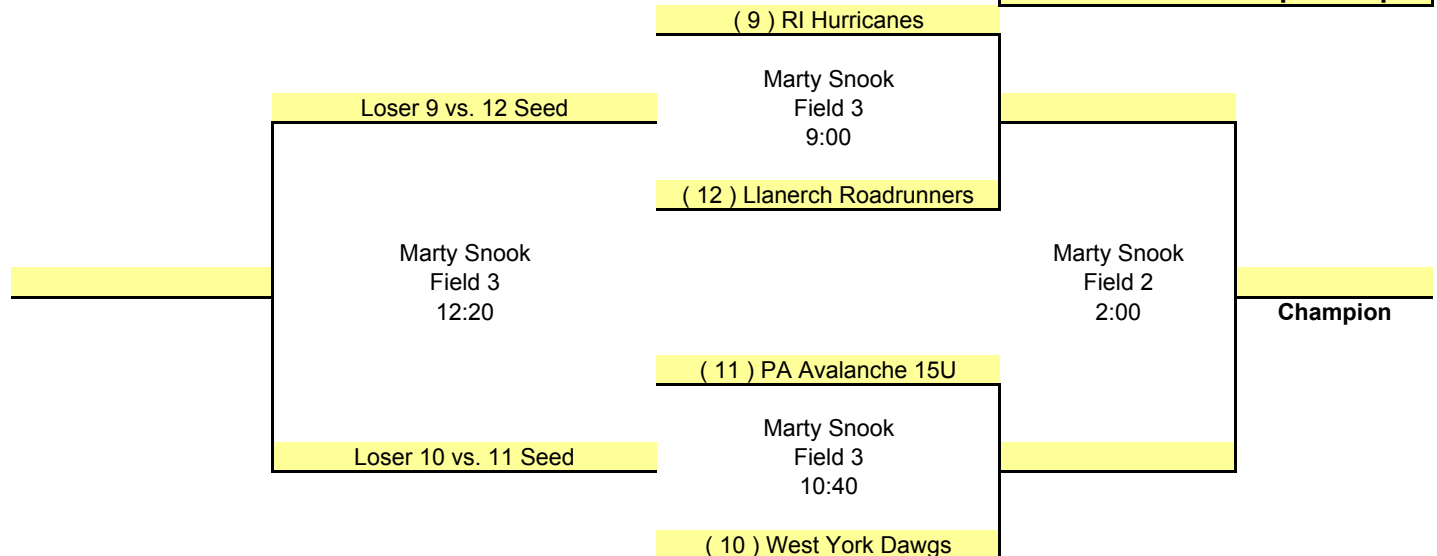 ( 9 ) RI Hurricanes
Marty Snook
Field 3
9:00
Loser 9 vs. 12 Seed
( 12 ) Llanerch Roadrunners
Marty Snook
Field 3
12:20
Marty Snook
Field 2
2:00
Champion
( 11 ) PA Avalanche 15U
Marty Snook
Field 3
10:40
Loser 10 vs. 11 Seed
( 10 ) West York Dawgs